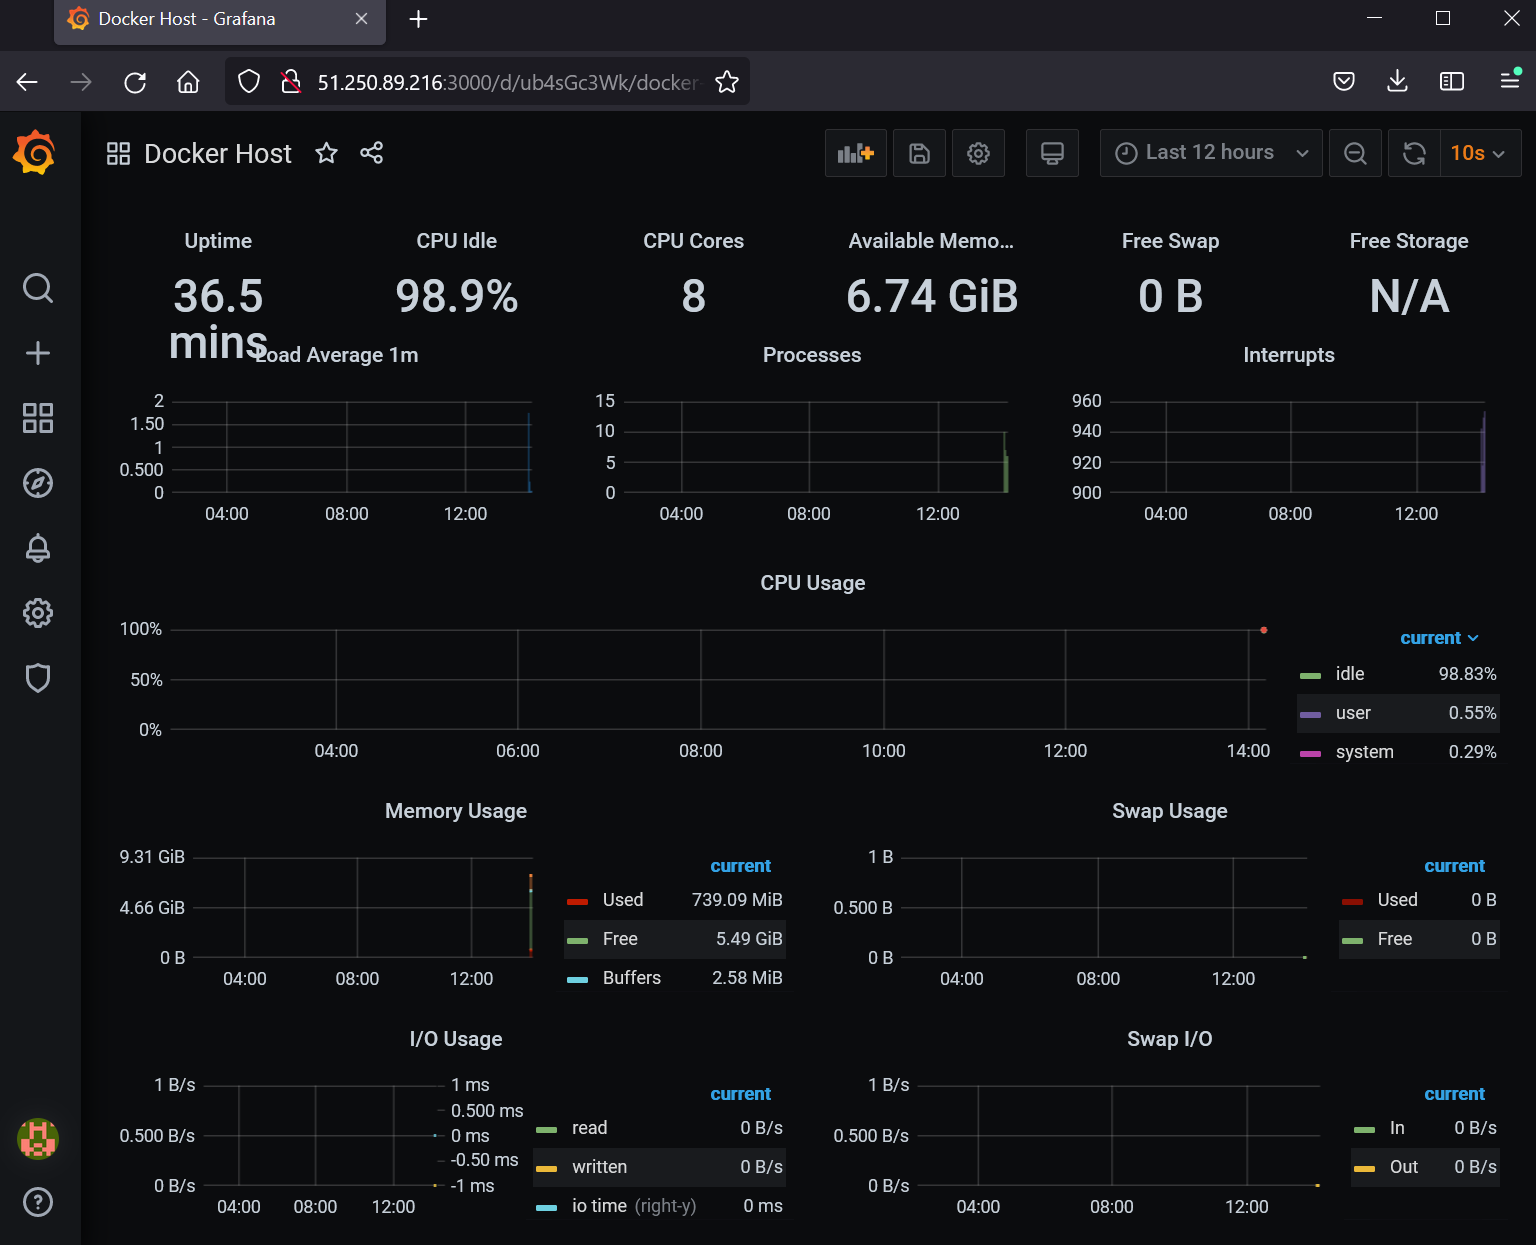 Docker Host - Grafana
51.250.89.216:3000/d/ub4sGc3Wk/docker-
Docker Host
Last 12 hours
10s
Uptime
36.5
mins
CPU Idle
98.9%
CPU Cores
8
Available Memo...
6.74 GiB
Free Swap
0 B
Free Storage
N/A
Load Average 1m
2
1.50
1
0.500
0
04:00 08:00 12:00
Processes
15
10
5
0
04:00 08:00 12:00
Interrupts
960
940
920
900
04:00 08:00 12:00
CPU Usage
100%
50%
0%
04:00 06:00 08:00 10:00 12:00 14:00
current
idle 98.83%
user 0.55%
system 0.29%
Memory Usage
9.31 GiB
4.66 GiB
0 B
04:00 08:00 12:00
current
Used 739.09 MiB
Free 5.49 GiB
Buffers 2.58 MiB
Swap Usage
1 B
0.500 B
0 B
04:00 08:00 12:00
current
Used 0 B
Free 0 B
I/O Usage
1 B/s
0.500 B/s
0 B/s
04:00 08:00 12:00
1 ms
0.500 ms
0 ms
-0.50 ms
-1 ms
current
read 0 B/s
written 0 B/s
io time (right-y) 0 ms
Swap I/O
1 B/s
0.500 B/s
0 B/s
04:00 08:00 12:00
current
In 0 B/s
Out 0 B/s